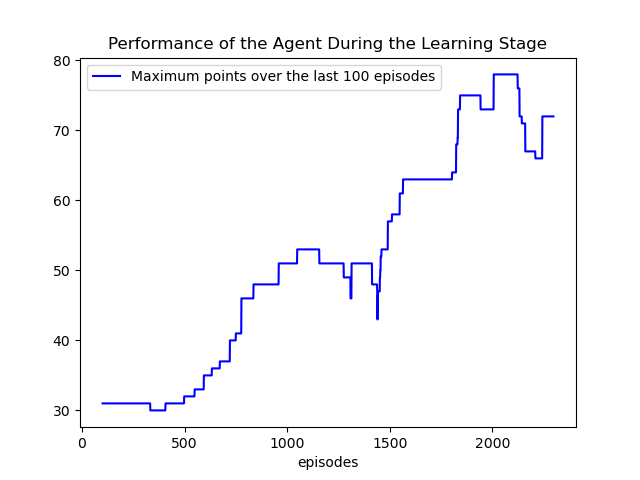 Performance of the Agent During the Learning Stage
Maximum points over the last 100 episodes
80
70
60
50
40
30
0 500 1000 1500 2000
episodes